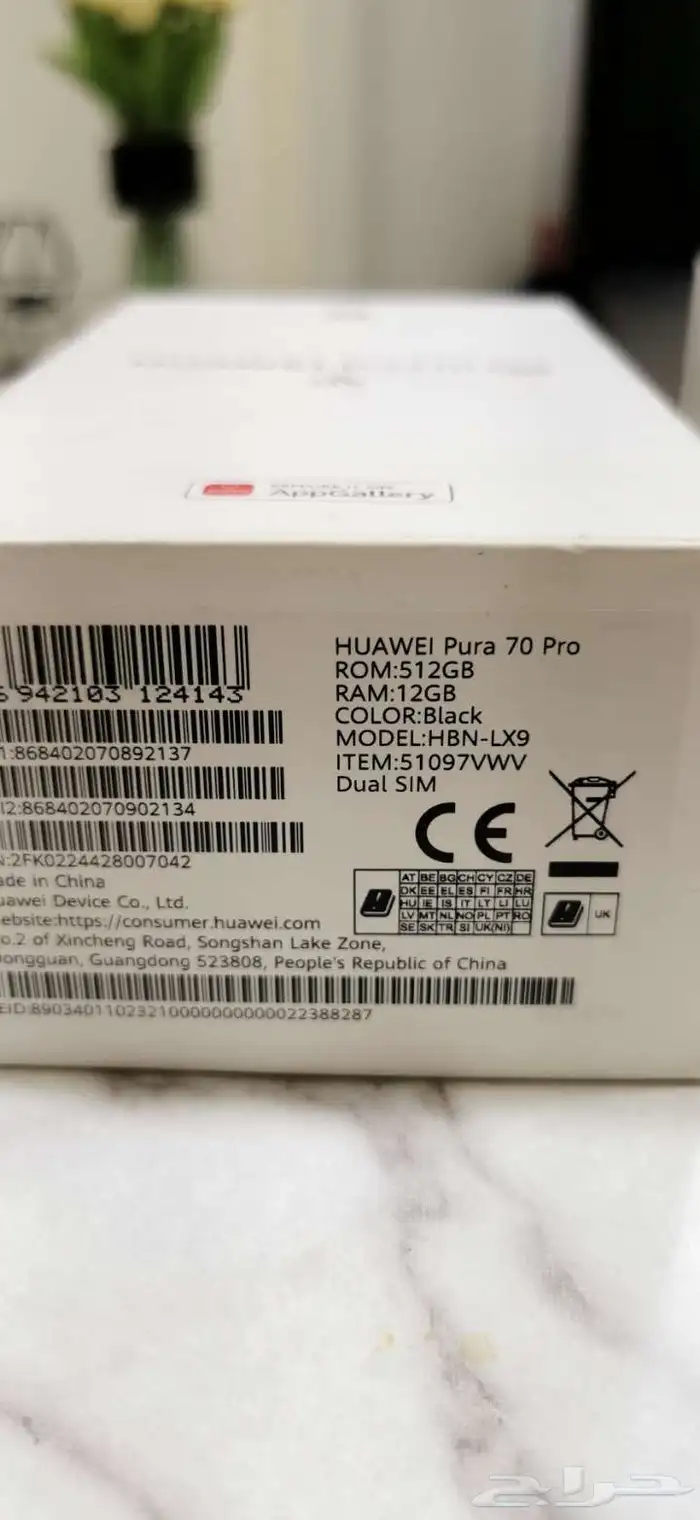 AppGallery
6 942103 124143
1:868402070892137
I2:868402070902134
N:2FK0224428007042
ade in China
uawei Device Co., Ltd.
ebsite:https://consumer.huawei.com
o.2 of Xincheng Road, Songshan Lake Zone,
ongguan, Guangdong 523808, People's Republic of China
EID:89034011023210000000000022388287
HUAWEI Pura 70 Pro
ROM:512GB
RAM:12GB
COLOR:Black
MODEL:HBN-LX9
ITEM:51097VWV
Dual SIM
CE
AT BE BG CH CY CZ DE
DK EE EL ES FI FR HR
HU IE IS IT LT LI LU
LV MT NL NO PL PT RO
SE SK TR SI UK(NI)
UK
حراج